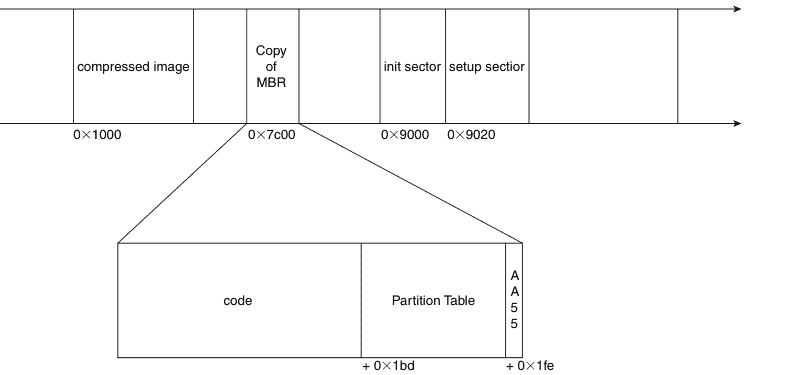 compressed image
Copy
of
MBR
init sector
setup sectior
0×1000
0×7c00
0×9000
0×9020
code
Partition Table
A
A
5
5
+ 0×1bd
+ 0×1fe